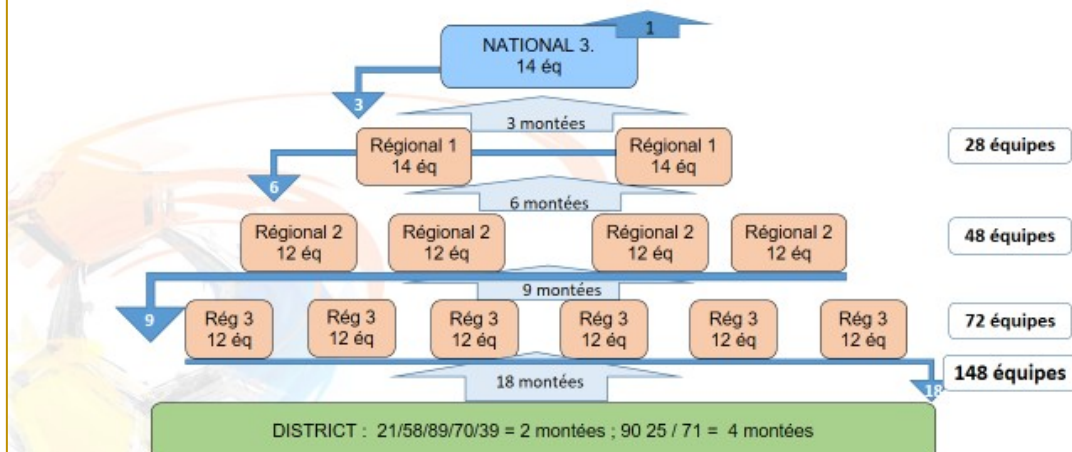 1
NATIONAL 3.
14 éq
3
3 montées
Régional 1
14 éq
Régional 1
14 éq
28 équipes
6
6 montées
Régional 2
12 éq
Régional 2
12 éq
Régional 2
12 éq
Régional 2
12 éq
48 équipes
9
9 montées
Rég 3
12 éq
Rég 3
12 éq
Rég 3
12 éq
Rég 3
12 éq
Rég 3
12 éq
Rég 3
12 éq
72 équipes
148 équipes
18 montées
18
DISTRICT : 21/58/89/70/39 = 2 montées ; 90 25 / 71 = 4 montées